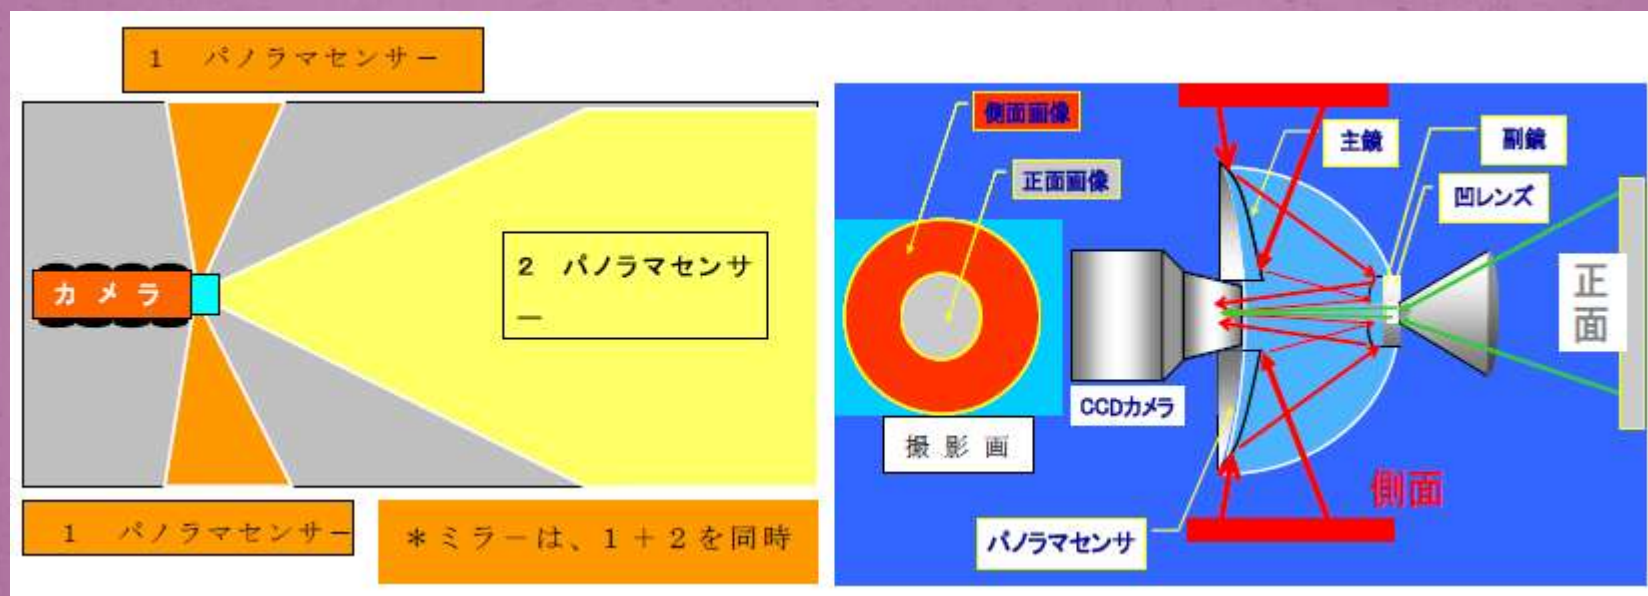 １　パノラマセンサー
カメラ
２　パノラマセンサ
ー
１　パノラマセンサー
＊ミラーは、１＋２を同時
側面画像
正面画像
主鏡
副鏡
凹レンズ
正
面
CCDカメラ
撮影画
側面
パノラマセンサ